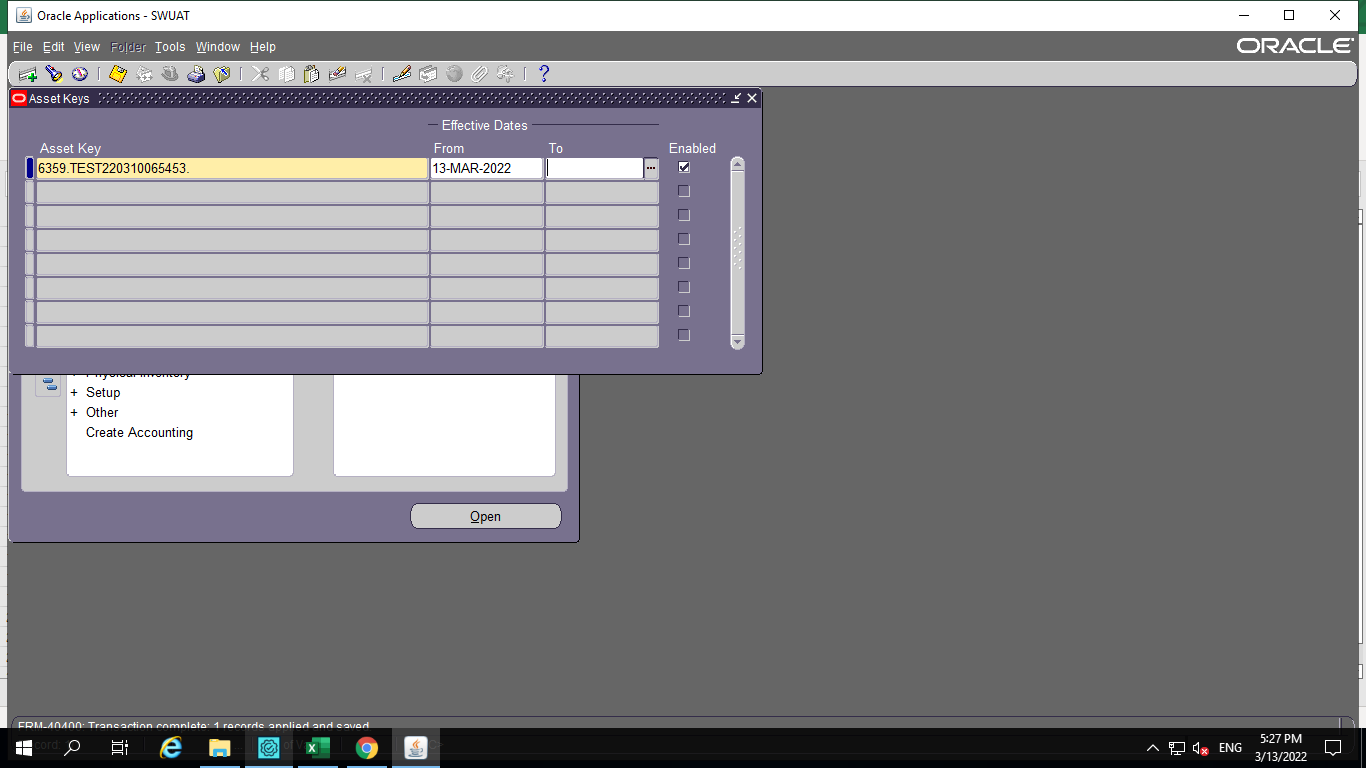 Oracle Applications - SWUAT
File Edit View Folder Tools Window Help
ORACLE
Asset Keys
Effective Dates
Asset Key From To Enabled
6359.TEST220310065453. 13-MAR-2022
Physical Inventory
+ Setup
+ Other
Create Accounting
Open
FRM-40400: Transaction complete: 1 records applied and saved.
ENG
5:27 PM
3/13/2022